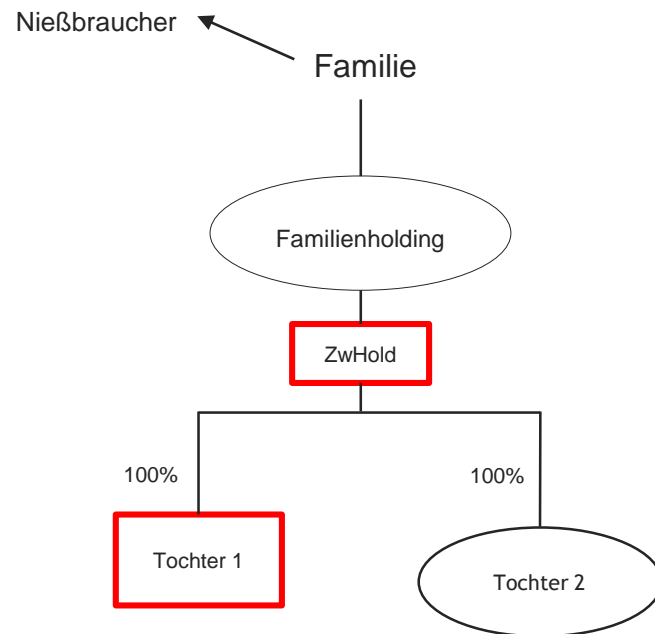 Nießbraucher
Familie
Familienholding
ZwHold
100%
100%
Tochter 1
Tochter 2